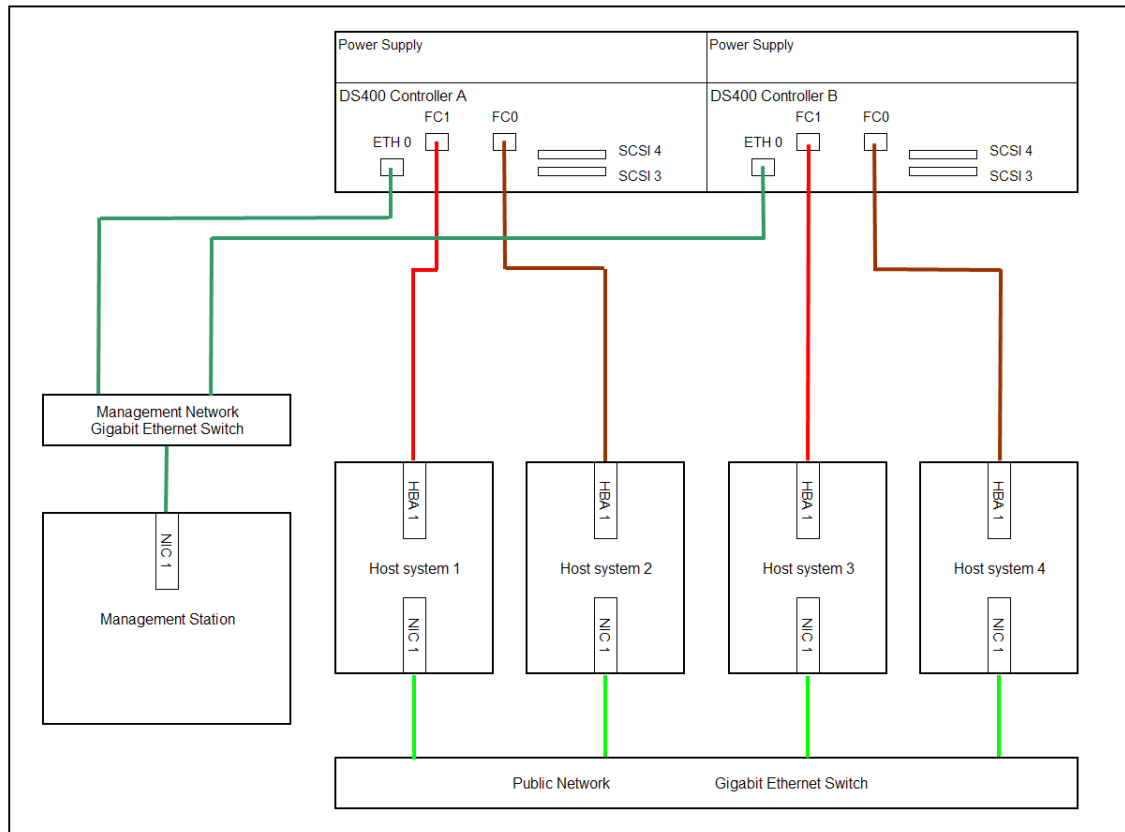 Power Supply
Power Supply
DS400 Controller A
DS400 Controller B
FC1
FC0
FC1
FC0
ETH 0
SCSI 4
SCSI 3
ETH 0
SCSI 4
SCSI 3
Management Network
Gigabit Ethernet Switch
NIC 1
Management Station
HBA 1
Host system 1
NIC 1
HBA 1
Host system 2
NIC 1
HBA 1
Host system 3
NIC 1
HBA 1
Host system 4
NIC 1
Public Network Gigabit Ethernet Switch